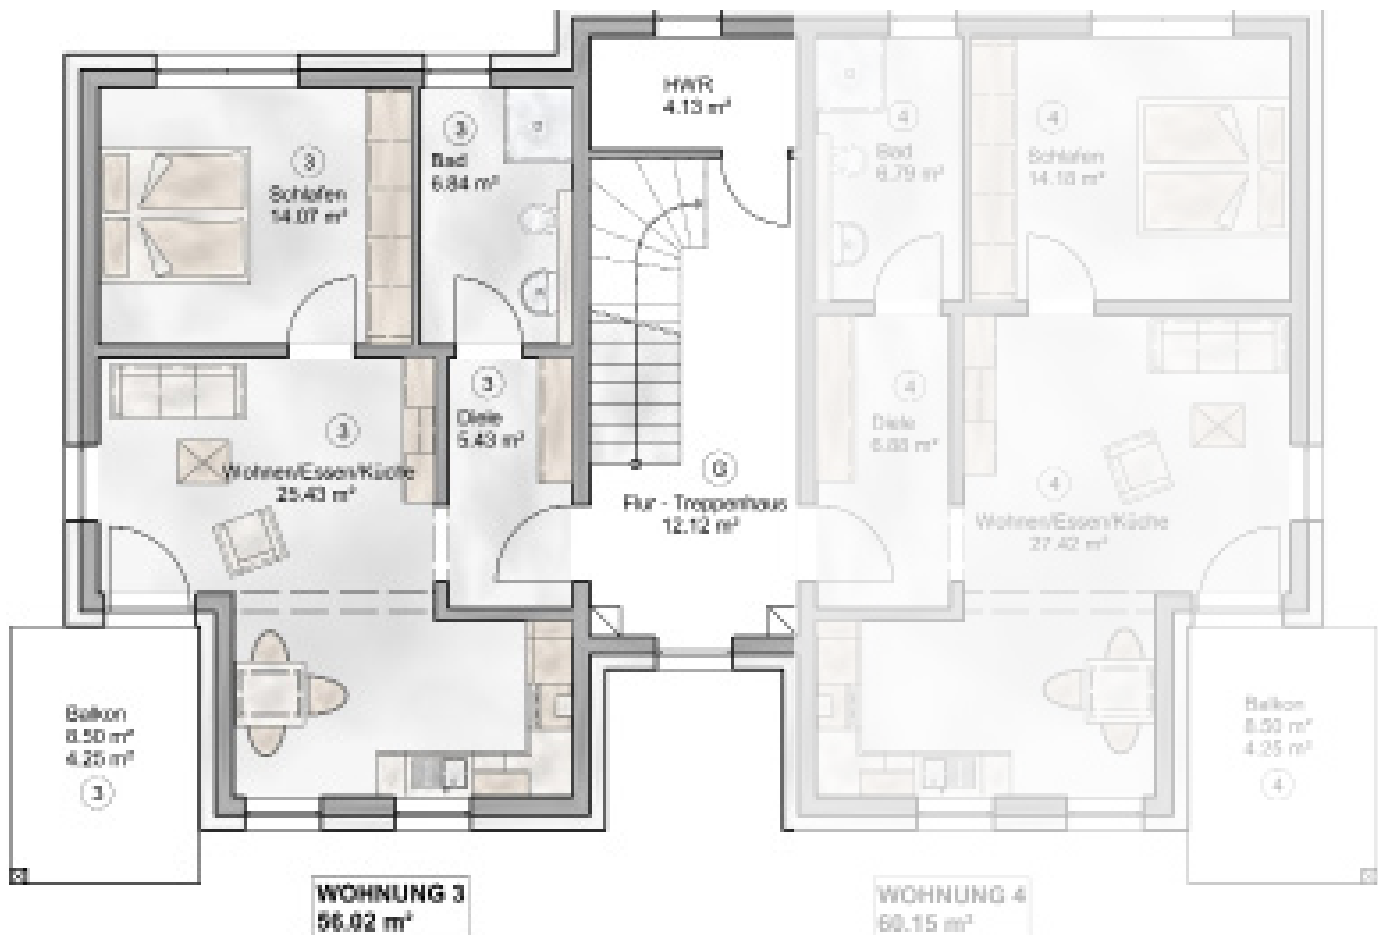 HWR
4.13 m²
3
Schlafen
14.07 m²
3
Bad
6.84 m²
4
Bad
6.79 m²
4
Schlafen
14.18 m²
3
Diele
5.43 m²
3
Wohnen/Essen/Küche
25.43 m²
G
Flur - Treppenhaus
12.12 m²
4
Diele
6.88 m²
4
Wohnen/Essen/Küche
27.42 m²
Balkon
8.50 m²
4.25 m²
3
Balkon
8.50 m²
4.25 m²
4
WOHNUNG 3
56.02 m²
WOHNUNG 4
60.15 m²